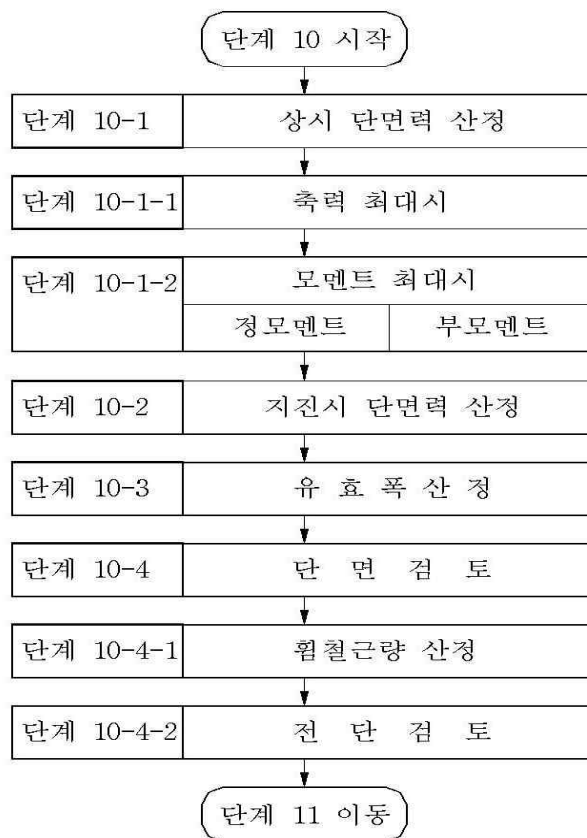 단계 10 시작
단계 10-1 상시 단면력 산정
단계 10-1-1 축력 최대시
단계 10-1-2 모멘트 최대시
정모멘트 부모멘트
단계 10-2 지진시 단면력 산정
단계 10-3 유 효 폭 산 정
단계 10-4 단 면 검 토
단계 10-4-1 휨철근량 산정
단계 10-4-2 전 단 검 토
단계 11 이동